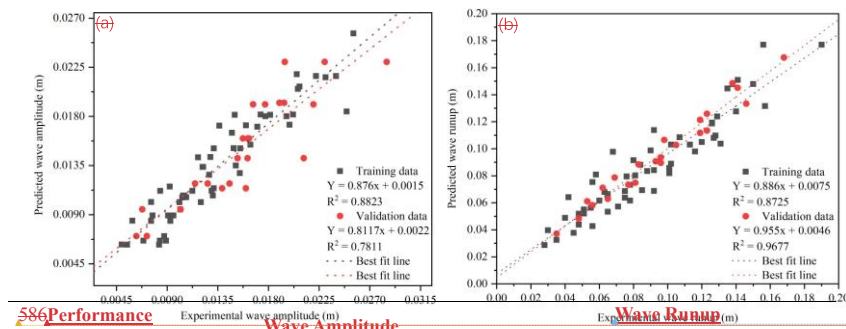 (a)
0.0270
0.0225
0.0180
0.0135
0.0090
0.0045
Predicted wave amplitude (m)
Training data
Y = 0.876x + 0.0015
R² = 0.8823
Validation data
Y = 0.8117x + 0.0022
R² = 0.7811
Best fit line
Best fit line
0.0045 0.0090 0.0135 0.0180 0.0225 0.0270 0.0315
Experimental wave amplitude (m)
(b)
0.20
0.18
0.16
0.14
0.12
0.10
0.08
0.06
0.04
0.02
0.00
Predicted wave runup (m)
Training data
Y = 0.886x + 0.0075
R² = 0.8725
Validation data
Y = 0.955x + 0.0046
R² = 0.9677
Best fit line
Best fit line
0.00 0.02 0.04 0.06 0.08 0.10 0.12 0.14 0.16 0.18 0.20
Experimental wave runup (m)
586Performance
Wave Amplitude
Wave Runup